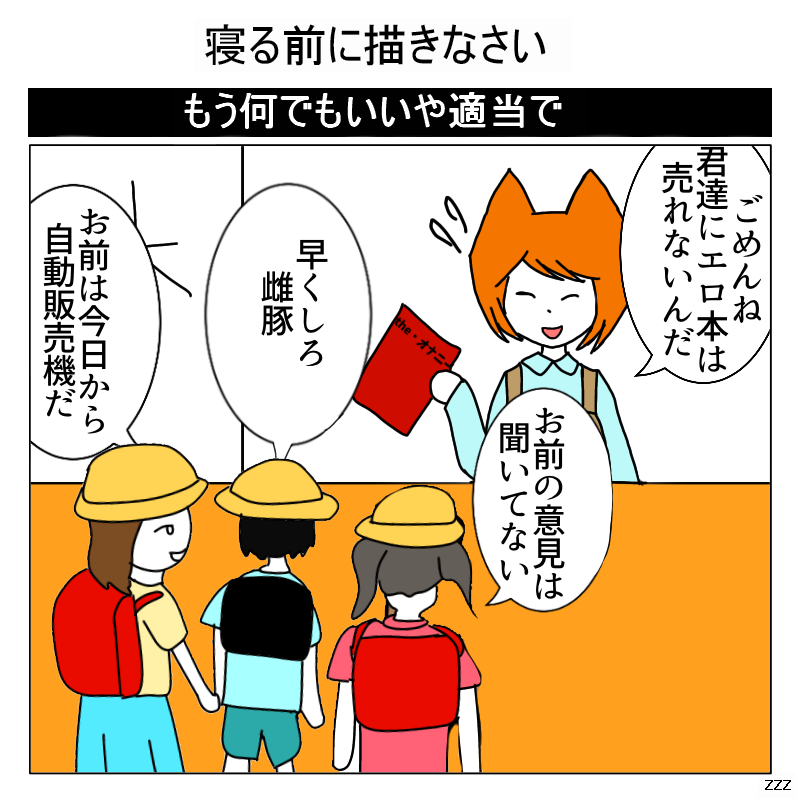 寝る前に描きなさい
もう何でもいいや適当で
ごめんね
君達にエロ本は
売れないんだ
the・オナニー
お前の意見は
聞いてない
早くしろ
雌豚
お前は今日から
自動販売機だ
zzz